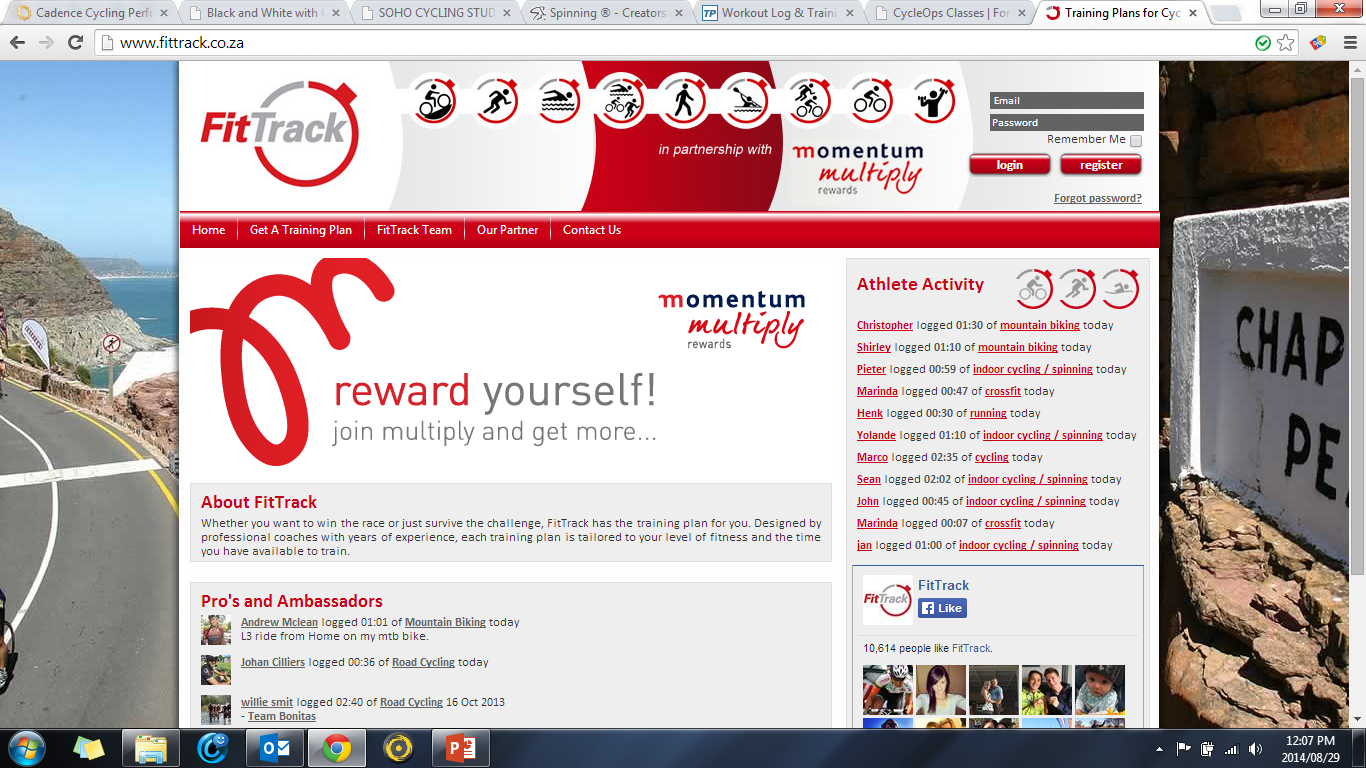 Cadence Cycling Perf
Black and White with
SOHO CYCLING STUD
Spinning ® - Creators
Workout Log & Traini
CycleOps Classes | For
Training Plans for Cyc
www.fittrack.co.za
FitTrack
in partnership with
momentum
multiply
rewards
Email
Password
Remember Me
login
register
Forgot password?
Home
Get A Training Plan
FitTrack Team
Our Partner
Contact Us
momentum
multiply
rewards
reward yourself!
join multiply and get more...
About FitTrack
Whether you want to win the race or just survive the challenge, FitTrack has the training plan for you. Designed by
professional coaches with years of experience, each training plan is tailored to your level of fitness and the time
you have available to train.
Pro's and Ambassadors
Andrew Mclean logged 01:01 of Mountain Biking today
L3 ride from Home on my mtb bike.
Johan Cilliers logged 00:36 of Road Cycling today
willie smit logged 02:40 of Road Cycling 16 Oct 2013
- Team Bonitas
Athlete Activity
Christopher logged 01:30 of mountain biking today
Shirley logged 01:10 of mountain biking today
Pieter logged 00:59 of indoor cycling / spinning today
Marinda logged 00:47 of crossfit today
Henk logged 00:30 of running today
Yolande logged 01:10 of indoor cycling / spinning today
Marco logged 02:35 of cycling today
Sean logged 02:02 of indoor cycling / spinning today
John logged 00:45 of indoor cycling / spinning today
Marinda logged 00:07 of crossfit today
jan logged 01:00 of indoor cycling / spinning today
FitTrack
FitTrack
Like
10,614 people like FitTrack.
CHAP
PE
12:07 PM
2014/08/29